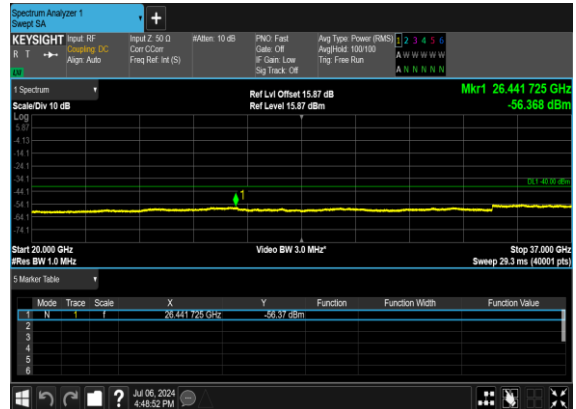 Spectrum Analyzer 1
Swept SA
+
KEYSIGHT
R T
Input: RF
Coupling: DC
Align: Auto
Input Z: 50 Ω
Corr CCorr
Freq Ref: Int (S)
#Atten: 10 dB
PNO: Fast
Gate: Off
IF Gain: Low
Sig Track: Off
Avg Type: Power (RMS)
Avg|Hold: 100/100
Trig: Free Run
1 2 3 4 5 6
A W W W W W
A N N N N N
1 Spectrum
Scale/Div 10 dB
Ref Lvl Offset 15.87 dB
Ref Level 15.87 dBm
Mkr1 26.441 725 GHz
-56.368 dBm
Log
5.87
-4.13
-14.1
-24.1
-34.1
DL1 -40.00 dBm
-44.1
1
-54.1
-64.1
-74.1
Start 20.000 GHz
#Res BW 1.0 MHz
Video BW 3.0 MHz*
Stop 37.000 GHz
Sweep 29.3 ms (40001 pts)
5 Marker Table
Mode Trace Scale X Y Function Function Width Function Value
1 N 1 f 26.441 725 GHz -56.37 dBm
2
3
4
5
6
?
Jul 06, 2024
4:48:52 PM